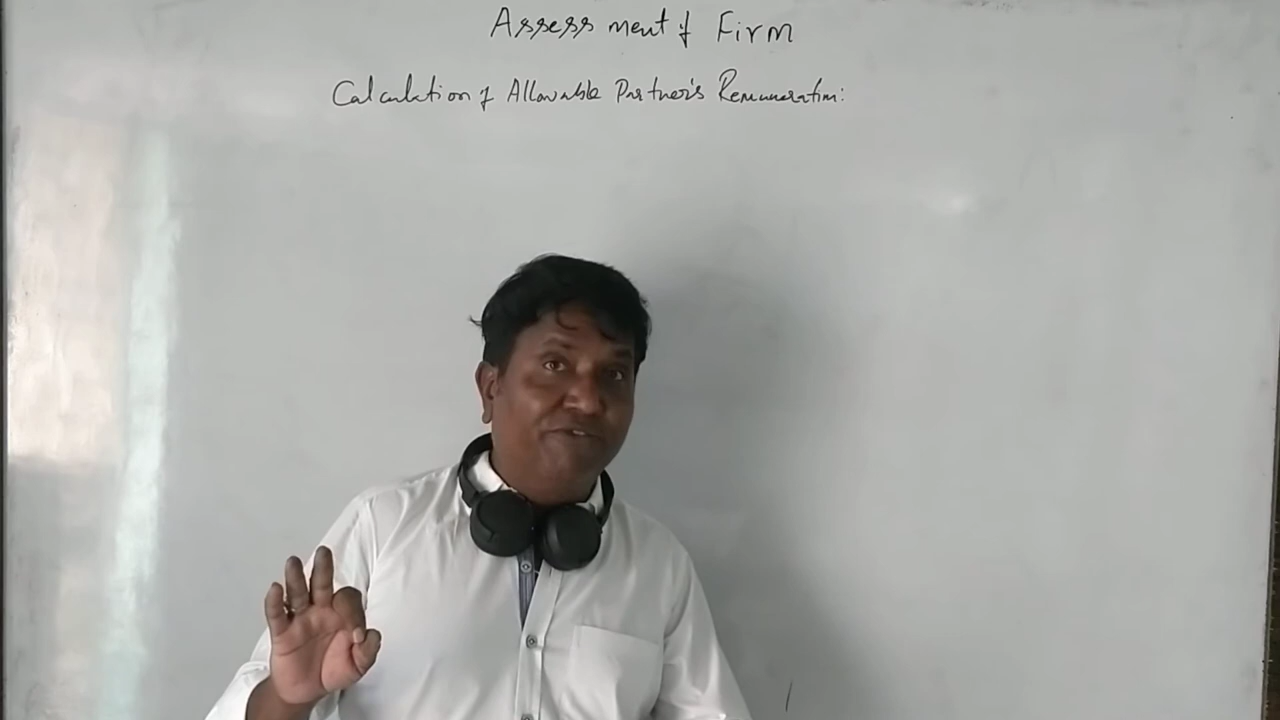 Assessment of Firm
Calculation of Allowable Partner's Remuneration: